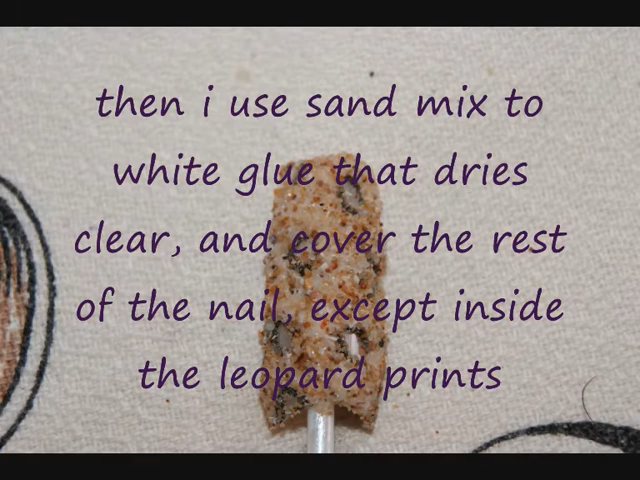 then i use sand mix to
white glue that dries
clear, and cover the rest
of the nail, except inside
the leopard prints